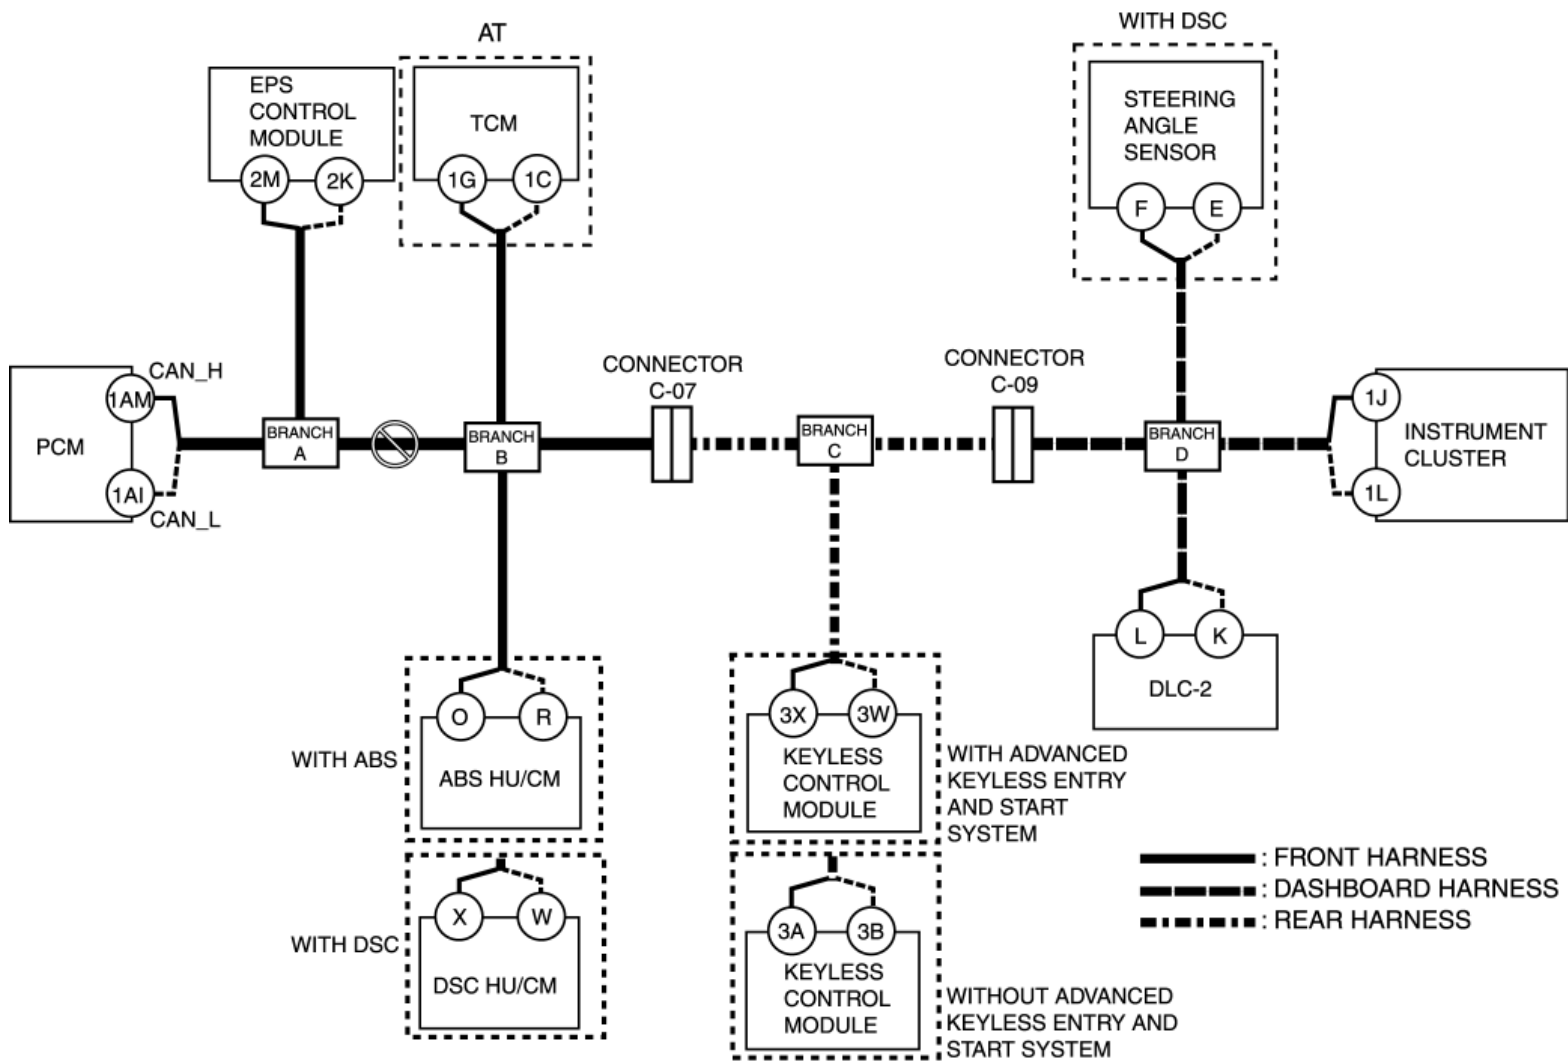 WITH DSC
AT
EPS
CONTROL
MODULE
2M
2K
TCM
1G
1C
STEERING
ANGLE
SENSOR
F
E
PCM
1AM
CAN_H
1AI
CAN_L
BRANCH
A
BRANCH
B
CONNECTOR
C-07
BRANCH
C
CONNECTOR
C-09
BRANCH
D
1J
1L
INSTRUMENT
CLUSTER
L
K
DLC-2
WITH ABS
O
R
ABS HU/CM
3X
3W
KEYLESS
CONTROL
MODULE
WITH ADVANCED
KEYLESS ENTRY
AND START
SYSTEM
WITH DSC
X
W
DSC HU/CM
3A
3B
KEYLESS
CONTROL
MODULE
WITHOUT ADVANCED
KEYLESS ENTRY AND
START SYSTEM
: FRONT HARNESS
: DASHBOARD HARNESS
: REAR HARNESS